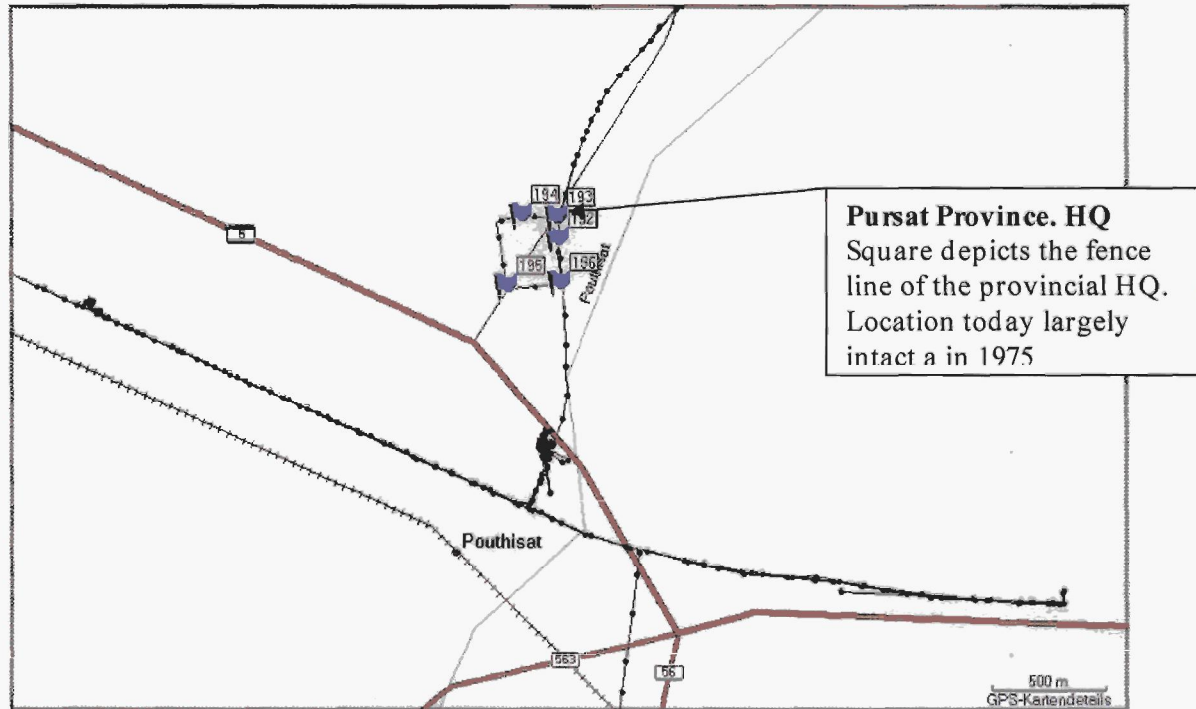 194 193
192
5
195 196
Pouthisat
Pursat Province. HQ
Square depicts the fence
line of the provincial HQ.
Location today largely
intact a in 1975
Pouthisat
563
56
500 m
GPS-Kartendetails